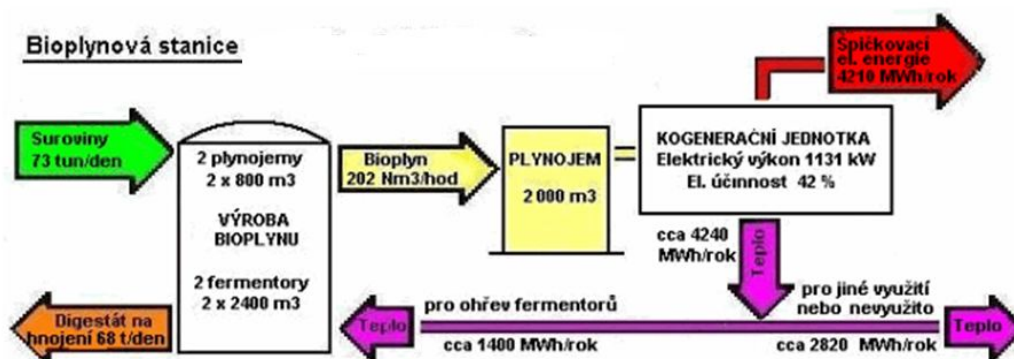 Bioplynová stanice
Špičkovací
el. energie
4210 MWh/rok
Suroviny
73 tun/den
2 plynojemy
2 x 800 m3
VÝROBA
BIOPLYNU
2 fermentory
2 x 2400 m3
Bioplyn
202 Nm3/hod
PLYNOJEM
2 000 m3
KOGENERAČNÍ JEDNOTKA
Elektrický výkon 1131 kW
El. účinnost 42 %
cca 4240
MWh/rok
Teplo
Digestát na
hnojení 68 t/den
Teplo
pro ohřev fermentorů
cca 1400 MWh/rok
pro jiné využití
nebo nevyužito
cca 2820 MWh/rok
Teplo